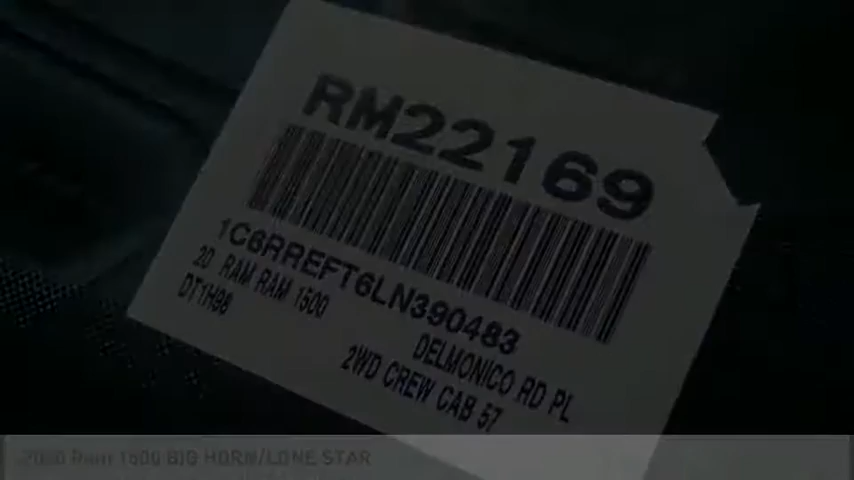 RM22169
1C6RREFT6LN390483
20 RAM RAM 1500
DELMONICO RD PL
DT1H98
2WD CREW CAB 57
2020 Ram 1500 BIG HORN/LONE STAR